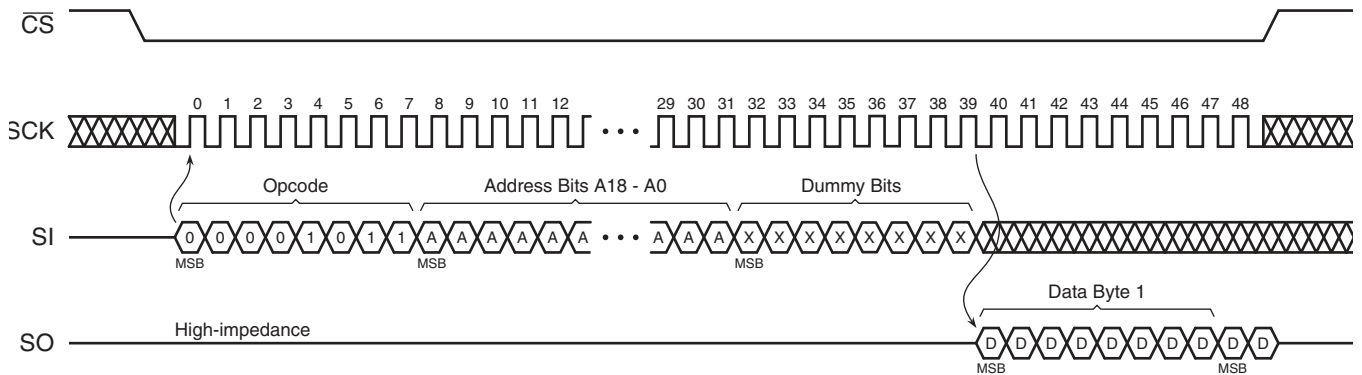 CS
SCK
0 1 2 3 4 5 6 7 8 9 10 11 12 29 30 31 32 33 34 35 36 37 38 39 40 41 42 43 44 45 46 47 48
Opcode
Address Bits A18 - A0
Dummy Bits
SI
0 0 0 0 1 0 1 1 A A A A A A A A A X X X X X X X X
MSB MSB MSB
Data Byte 1
High-impedance
SO
D D D D D D D D D D
MSB MSB